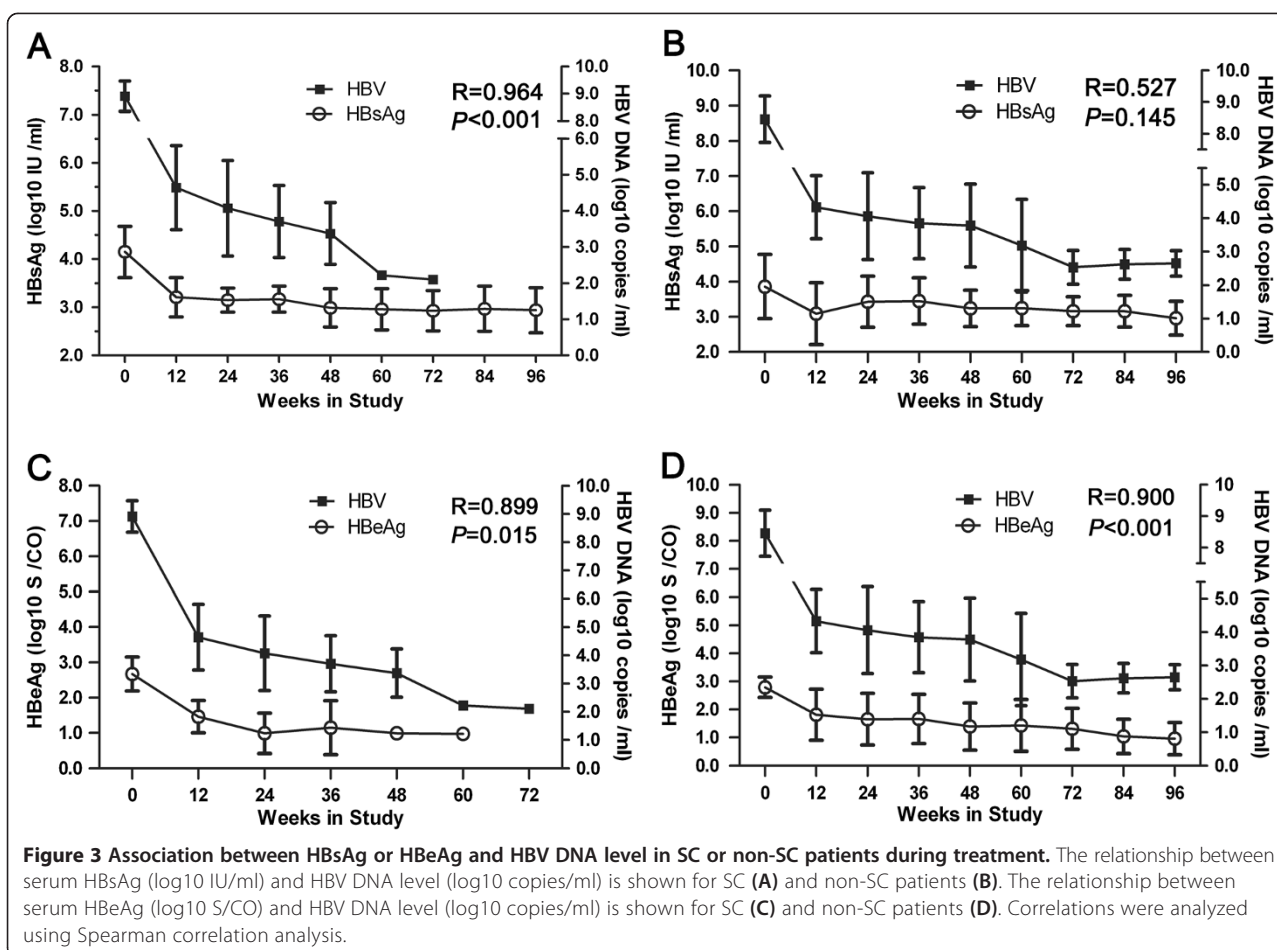 A
8.0
7.0
6.0
5.0
4.0
3.0
2.0
HBsAg (log10 IU /ml)
HBV
HBsAg
R=0.964
P<0.001
10.0
9.0
8.0
6.0
5.0
4.0
3.0
2.0
1.0
0.0
HBV DNA (log10 copies /ml)
0 12 24 36 48 60 72 84 96
Weeks in Study
B
10.0
9.0
8.0
7.0
6.0
5.0
4.0
3.0
2.0
HBsAg (log10 IU /ml)
HBV
HBsAg
R=0.527
P=0.145
10.0
9.0
8.0
5.0
4.0
3.0
2.0
1.0
0.0
HBV DNA (log10 copies /ml)
0 12 24 36 48 60 72 84 96
Weeks in Study
C
8.0
7.0
6.0
5.0
4.0
3.0
2.0
1.0
0.0
HBeAg (log10 S /CO)
HBV
HBeAg
R=0.899
P=0.015
10.0
9.0
8.0
7.0
6.0
5.0
4.0
3.0
2.0
1.0
0.0
HBV DNA (log10 copies /ml)
0 12 24 36 48 60 72
Weeks in Study
D
10.0
9.0
8.0
7.0
6.0
5.0
4.0
3.0
2.0
1.0
0.0
HBeAg (log10 S /CO)
HBV
HBeAg
R=0.900
P<0.001
10
9
8
5.0
4.0
3.0
2.0
1.0
0.0
HBV DNA (log10 copies /ml)
0 12 24 36 48 60 72 84 96
Weeks in Study
Figure 3 Association between HBsAg or HBeAg and HBV DNA level in SC or non-SC patients during treatment. The relationship between
serum HBsAg (log10 IU/ml) and HBV DNA level (log10 copies/ml) is shown for SC (A) and non-SC patients (B). The relationship between
serum HBeAg (log10 S/CO) and HBV DNA level (log10 copies/ml) is shown for SC (C) and non-SC patients (D). Correlations were analyzed
using Spearman correlation analysis.